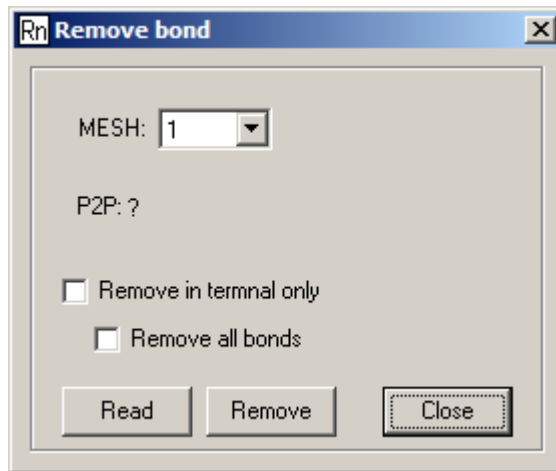 Rn Remove bond
MESH: 1
P2P: ?
Remove in termnal only
Remove all bonds
Read Remove Close